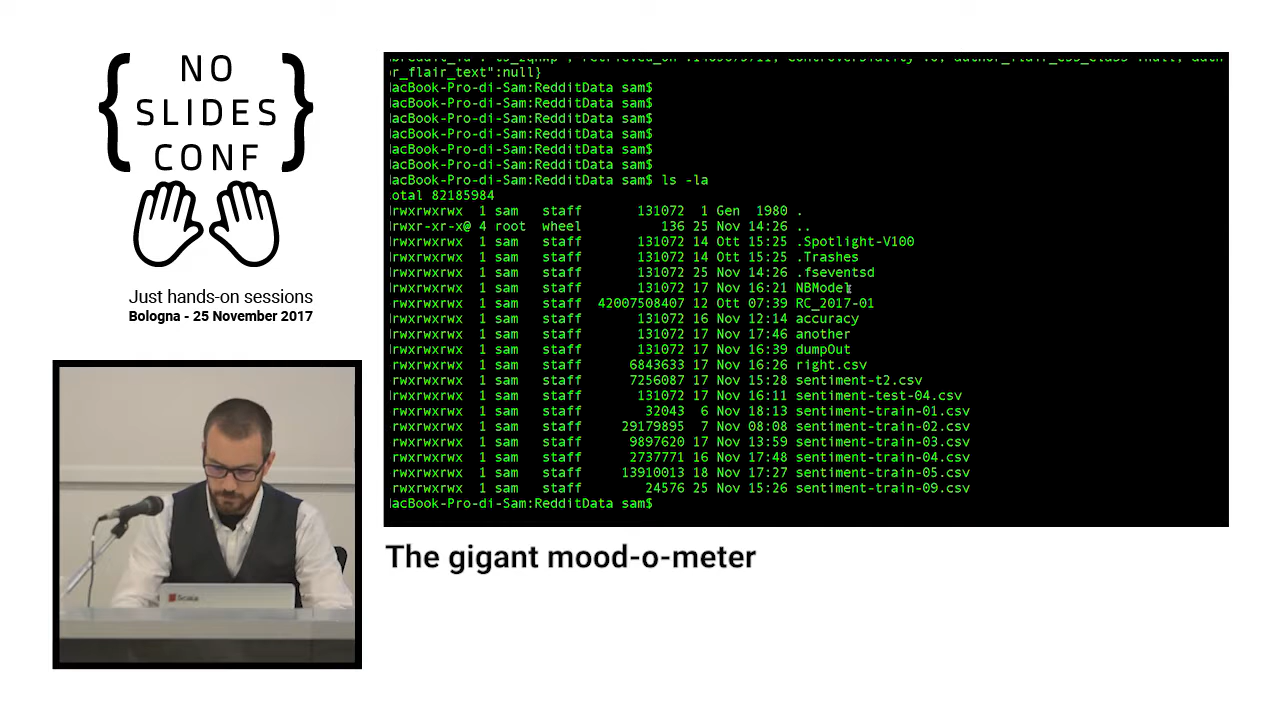 NO
SLIDES
CONF
Just hands-on sessions
Bologna - 25 November 2017
r_flair_text":null}
acBook-Pro-di-Sam:RedditData sam$
acBook-Pro-di-Sam:RedditData sam$
acBook-Pro-di-Sam:RedditData sam$
acBook-Pro-di-Sam:RedditData sam$
acBook-Pro-di-Sam:RedditData sam$
acBook-Pro-di-Sam:RedditData sam$
acBook-Pro-di-Sam:RedditData sam$ ls -la
otal 82185984
rwxrwxrwx 1 sam staff 131072 1 Gen 1980 .
rwxr-xr-x@ 4 root wheel 136 25 Nov 14:26 ..
rwxrwxrwx 1 sam staff 131072 14 Ott 15:25 .Spotlight-V100
rwxrwxrwx 1 sam staff 131072 14 Ott 15:25 .Trashes
rwxrwxrwx 1 sam staff 131072 25 Nov 14:26 .fseventsd
rwxrwxrwx 1 sam staff 131072 17 Nov 16:21 NBModel
rwxrwxrwx 1 sam staff 42007508407 12 Ott 07:39 RC_2017-01
rwxrwxrwx 1 sam staff 131072 16 Nov 12:14 accuracy
rwxrwxrwx 1 sam staff 131072 17 Nov 17:46 another
rwxrwxrwx 1 sam staff 131072 17 Nov 16:39 dumpOut
rwxrwxrwx 1 sam staff 6843633 17 Nov 16:26 right.csv
rwxrwxrwx 1 sam staff 7256087 17 Nov 15:28 sentiment-t2.csv
rwxrwxrwx 1 sam staff 131072 17 Nov 16:11 sentiment-test-04.csv
rwxrwxrwx 1 sam staff 32043 6 Nov 18:13 sentiment-train-01.csv
rwxrwxrwx 1 sam staff 29179895 7 Nov 08:08 sentiment-train-02.csv
rwxrwxrwx 1 sam staff 9897620 17 Nov 13:59 sentiment-train-03.csv
rwxrwxrwx 1 sam staff 2737771 16 Nov 17:48 sentiment-train-04.csv
rwxrwxrwx 1 sam staff 13910013 18 Nov 17:27 sentiment-train-05.csv
rwxrwxrwx 1 sam staff 24576 25 Nov 15:26 sentiment-train-09.csv
acBook-Pro-di-Sam:RedditData sam$
Scala
The gigant mood-o-meter